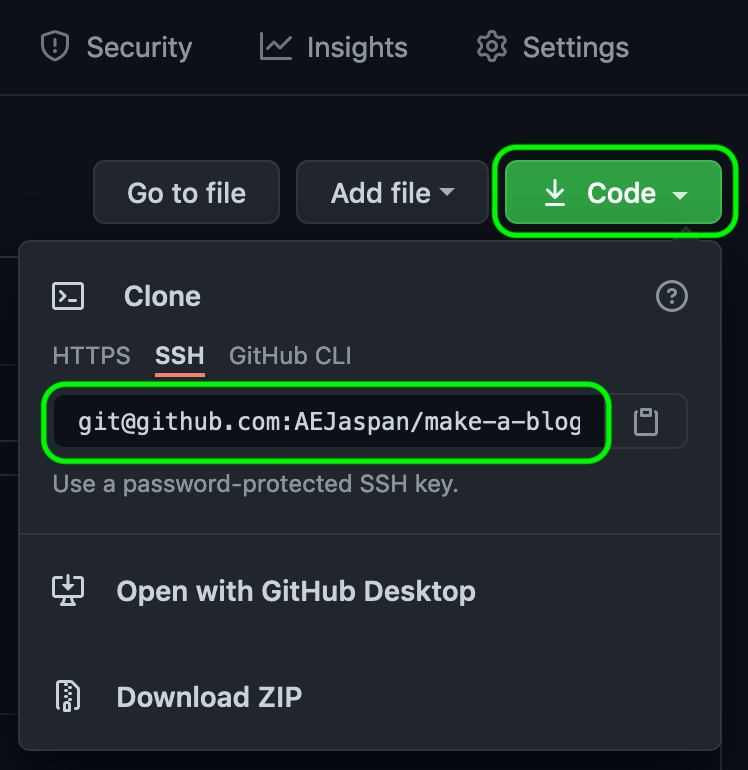 Security Insights Settings
Go to file Add file Code
Clone
HTTPS SSH GitHub CLI
git@github.com:AEJaspan/make-a-blog
Use a password-protected SSH key.
Open with GitHub Desktop
Download ZIP